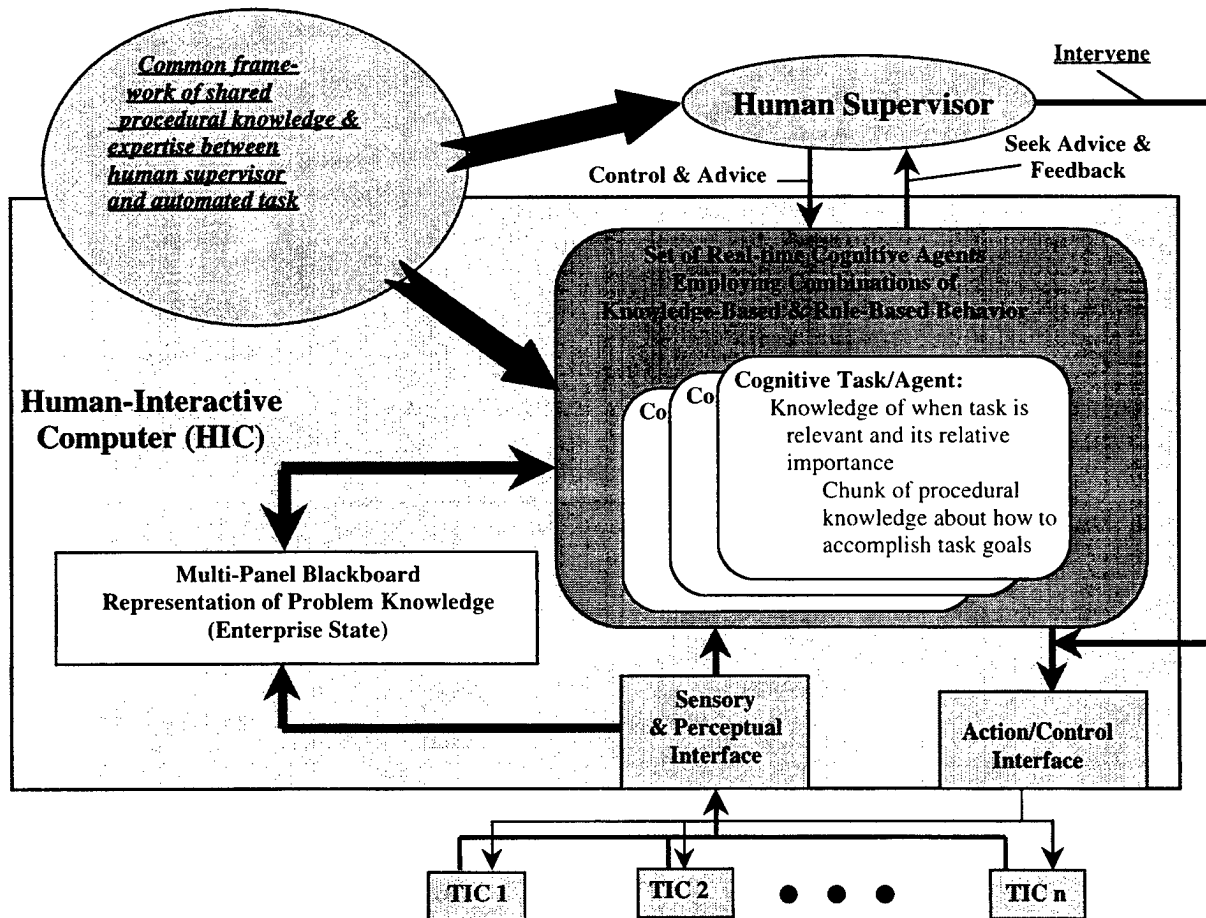 Common frame-
work of shared
procedural knowledge &
expertise between
human supervisor
and automated task
Human Supervisor
Intervene
Control & Advice
Seek Advice &
Feedback
Set of Real-time Cognitive Agents
Employing Combinations of
Knowledge-Based & Rule-Based Behavior
Co
Co
Cognitive Task/Agent:
Knowledge of when task is
relevant and its relative
importance
Chunk of procedural
knowledge about how to
accomplish task goals
Human-Interactive
Computer (HIC)
Multi-Panel Blackboard
Representation of Problem Knowledge
(Enterprise State)
Sensory
& Perceptual
Interface
Action/Control
Interface
TIC 1
TIC 2
TIC n